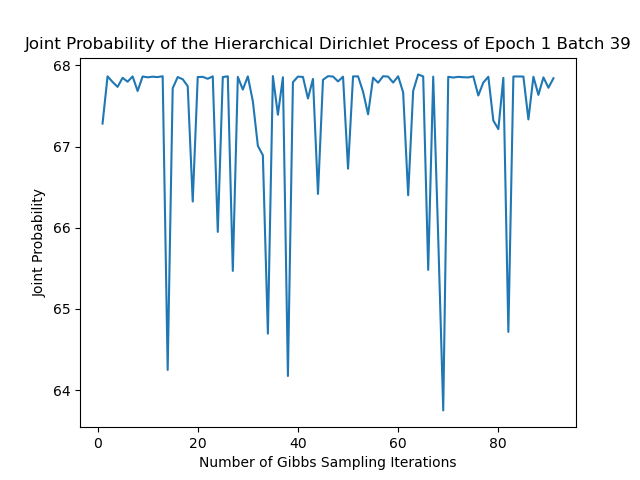 Joint Probability of the Hierarchical Dirichlet Process of Epoch 1 Batch 39
68
67
66
65
64
Joint Probability
0 20 40 60 80
Number of Gibbs Sampling Iterations